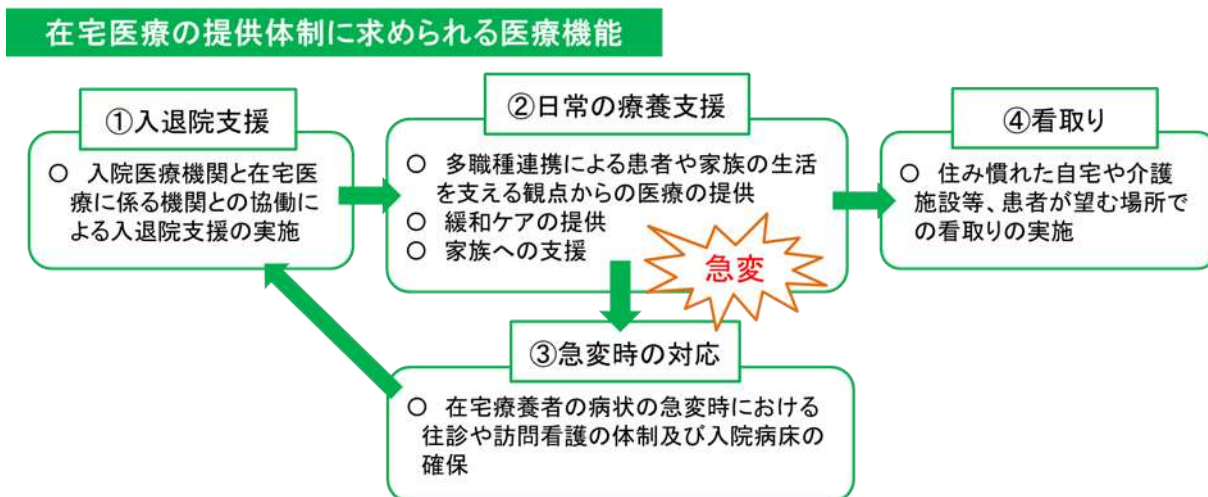 在宅医療の提供体制に求められる医療機能
①入退院支援
○ 入院医療機関と在宅医
療に係る機関との協働に
よる入退院支援の実施
②日常の療養支援
○ 多職種連携による患者や家族の生活
を支える観点からの医療の提供
○ 緩和ケアの提供
○ 家族への支援
急変
④看取り
○ 住み慣れた自宅や介護
施設等、患者が望む場所で
の看取りの実施
③急変時の対応
○ 在宅療養者の病状の急変時における
往診や訪問看護の体制及び入院病床の
確保